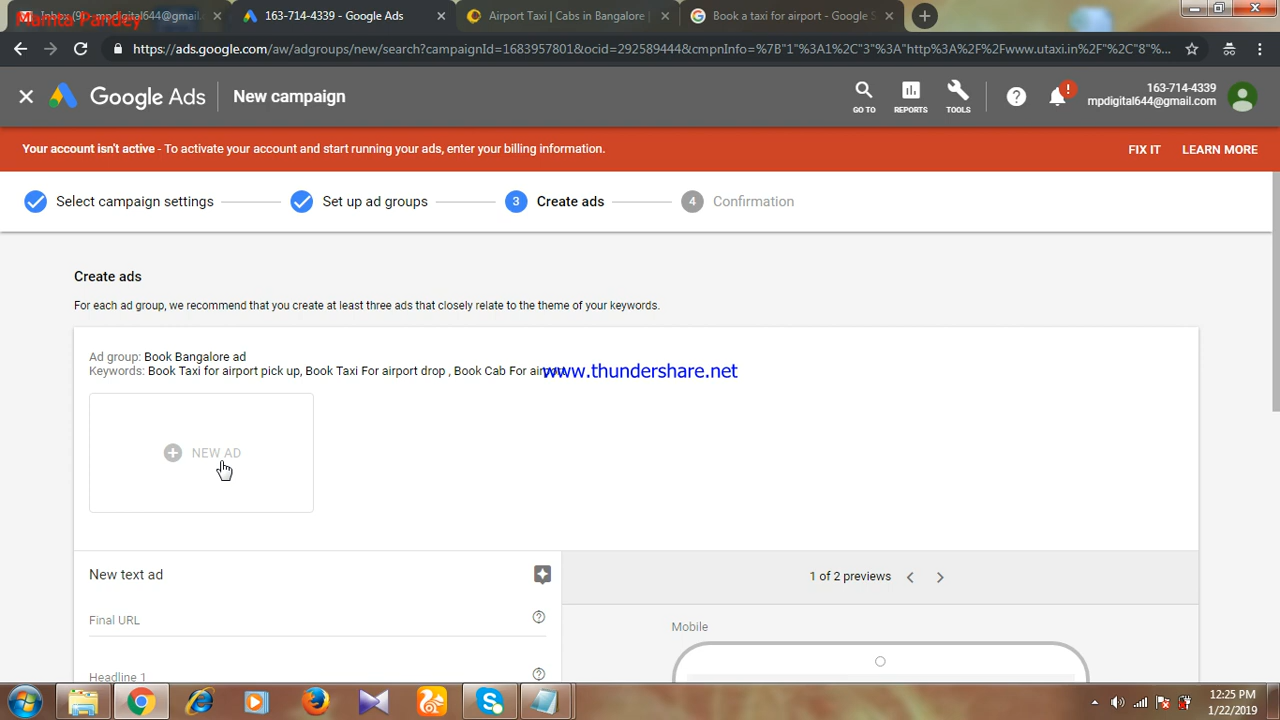 Inbox (9) - mpdigital644@gmail.
Mamta Pandey
163-714-4339 - Google Ads
Airport Taxi | Cabs in Bangalore |
Book a taxi for airport - Google S
https://ads.google.com/aw/adgroups/new/search?campaignId=1683957801&ocid=292589444&cmpnInfo=%7B"1"%3A1%2C"3"%3A"http%3A%2F%2Fwww.utaxi.in%2F"%2C"8"%...
Google Ads
New campaign
GO TO
REPORTS
TOOLS
!
163-714-4339
mpdigital644@gmail.com
Your account isn't active - To activate your account and start running your ads, enter your billing information.
FIX IT
LEARN MORE
Select campaign settings
Set up ad groups
3 Create ads
4 Confirmation
Create ads
For each ad group, we recommend that you create at least three ads that closely relate to the theme of your keywords.
Ad group: Book Bangalore ad
Keywords: Book Taxi for airport pick up, Book Taxi For airport drop , Book Cab For
www.thundershare.net
NEW AD
New text ad
1 of 2 previews
Final URL
Mobile
Headline 1
12:25 PM
1/22/2019